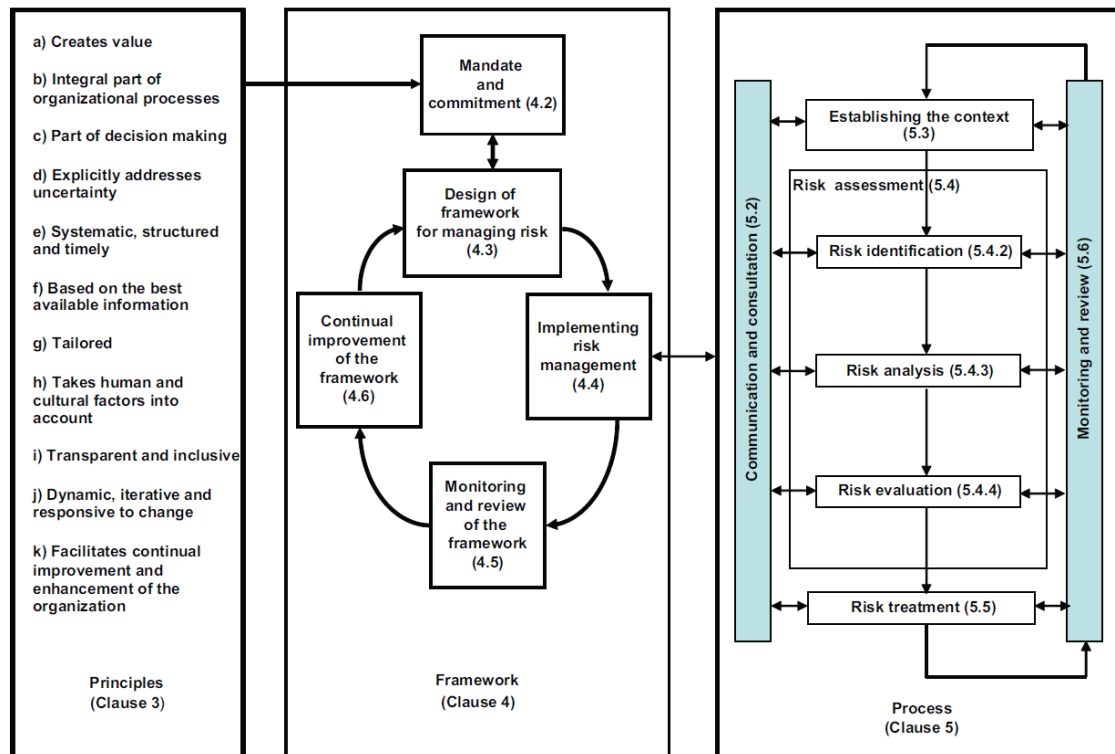 a) Creates value
b) Integral part of
organizational processes
c) Part of decision making
d) Explicitly addresses
uncertainty
e) Systematic, structured
and timely
f) Based on the best
available information
g) Tailored
h) Takes human and
cultural factors into
account
i) Transparent and inclusive
j) Dynamic, iterative and
responsive to change
k) Facilitates continual
improvement and
enhancement of the
organization
Principles
(Clause 3)
Mandate
and
commitment (4.2)
Design of
framework
for managing risk
(4.3)
Continual
improvement
of the
framework
(4.6)
Implementing
risk
management
(4.4)
Monitoring
and review
of the
framework
(4.5)
Framework
(Clause 4)
Communication and consultation (5.2)
Establishing the context
(5.3)
Risk assessment (5.4)
Risk identification (5.4.2)
Risk analysis (5.4.3)
Risk evaluation (5.4.4)
Risk treatment (5.5)
Monitoring and review (5.6)
Process
(Clause 5)